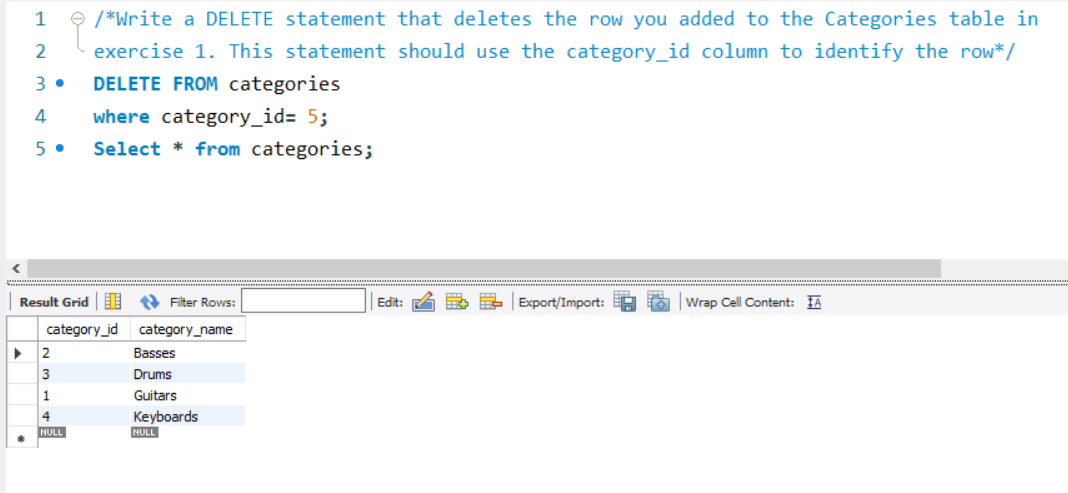 1 /*Write a DELETE statement that deletes the row you added to the Categories table in
2 exercise 1. This statement should use the category_id column to identify the row*/
3 DELETE FROM categories
4 where category_id= 5;
5 Select * from categories;
Result Grid Filter Rows: Edit: Export/Import: Wrap Cell Content: IA
category_id category_name
2 Basses
3 Drums
1 Guitars
4 Keyboards
NULL NULL